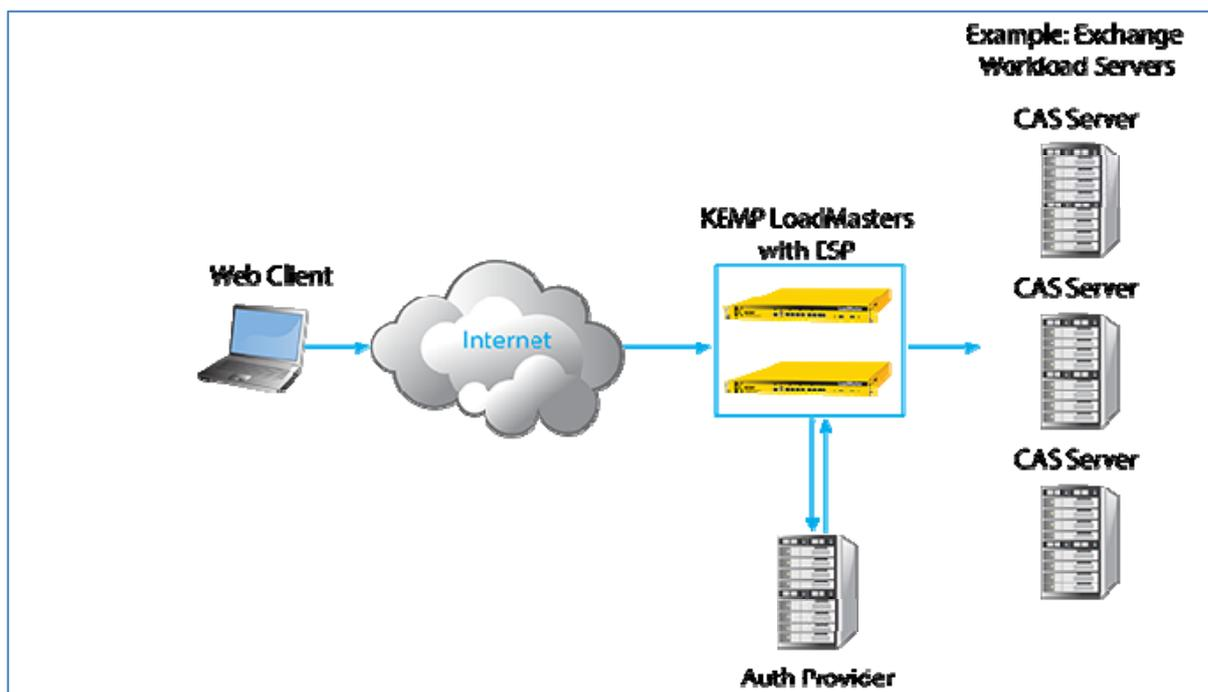 Example: Exchange
Workload Servers
CAS Server
KEMP LoadMasters
with ESP
Web Client
Internet
CAS Server
CAS Server
Auth Provider